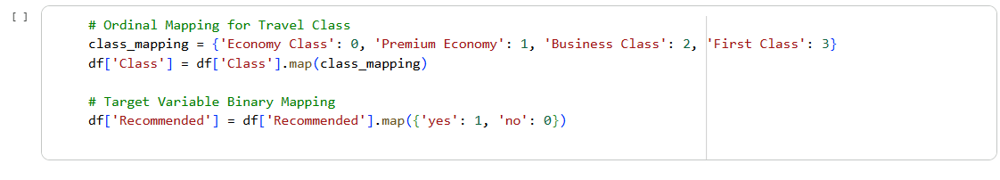 [ ]
# Ordinal Mapping for Travel Class
class_mapping = {'Economy Class': 0, 'Premium Economy': 1, 'Business Class': 2, 'First Class': 3}
df['Class'] = df['Class'].map(class_mapping)
# Target Variable Binary Mapping
df['Recommended'] = df['Recommended'].map({'yes': 1, 'no': 0})